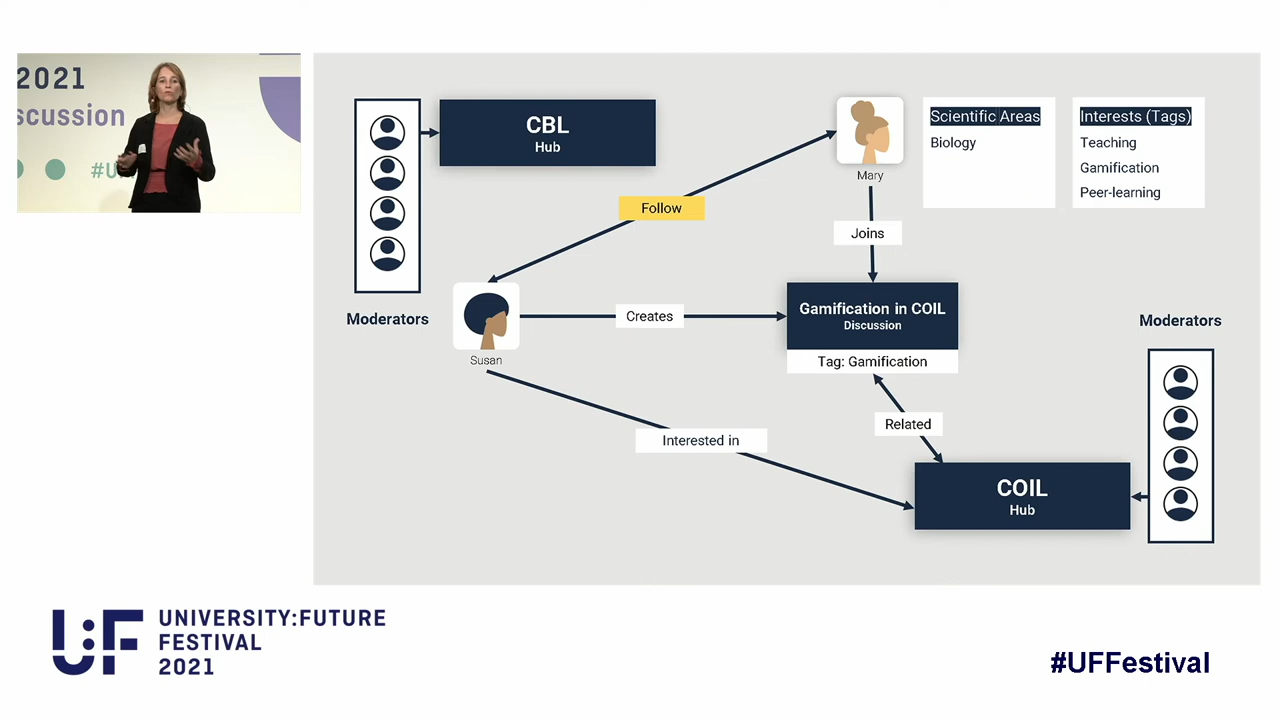 2021
scussion
#U
CBL
Hub
Moderators
Follow
Mary
Scientific Areas
Biology
Interests (Tags)
Teaching
Gamification
Peer-learning
Joins
Susan
Creates
Gamification in COIL
Discussion
Tag: Gamification
Related
Interested in
COIL
Hub
Moderators
U:F
UNIVERSITY:FUTURE
FESTIVAL
2021
#UFFestival